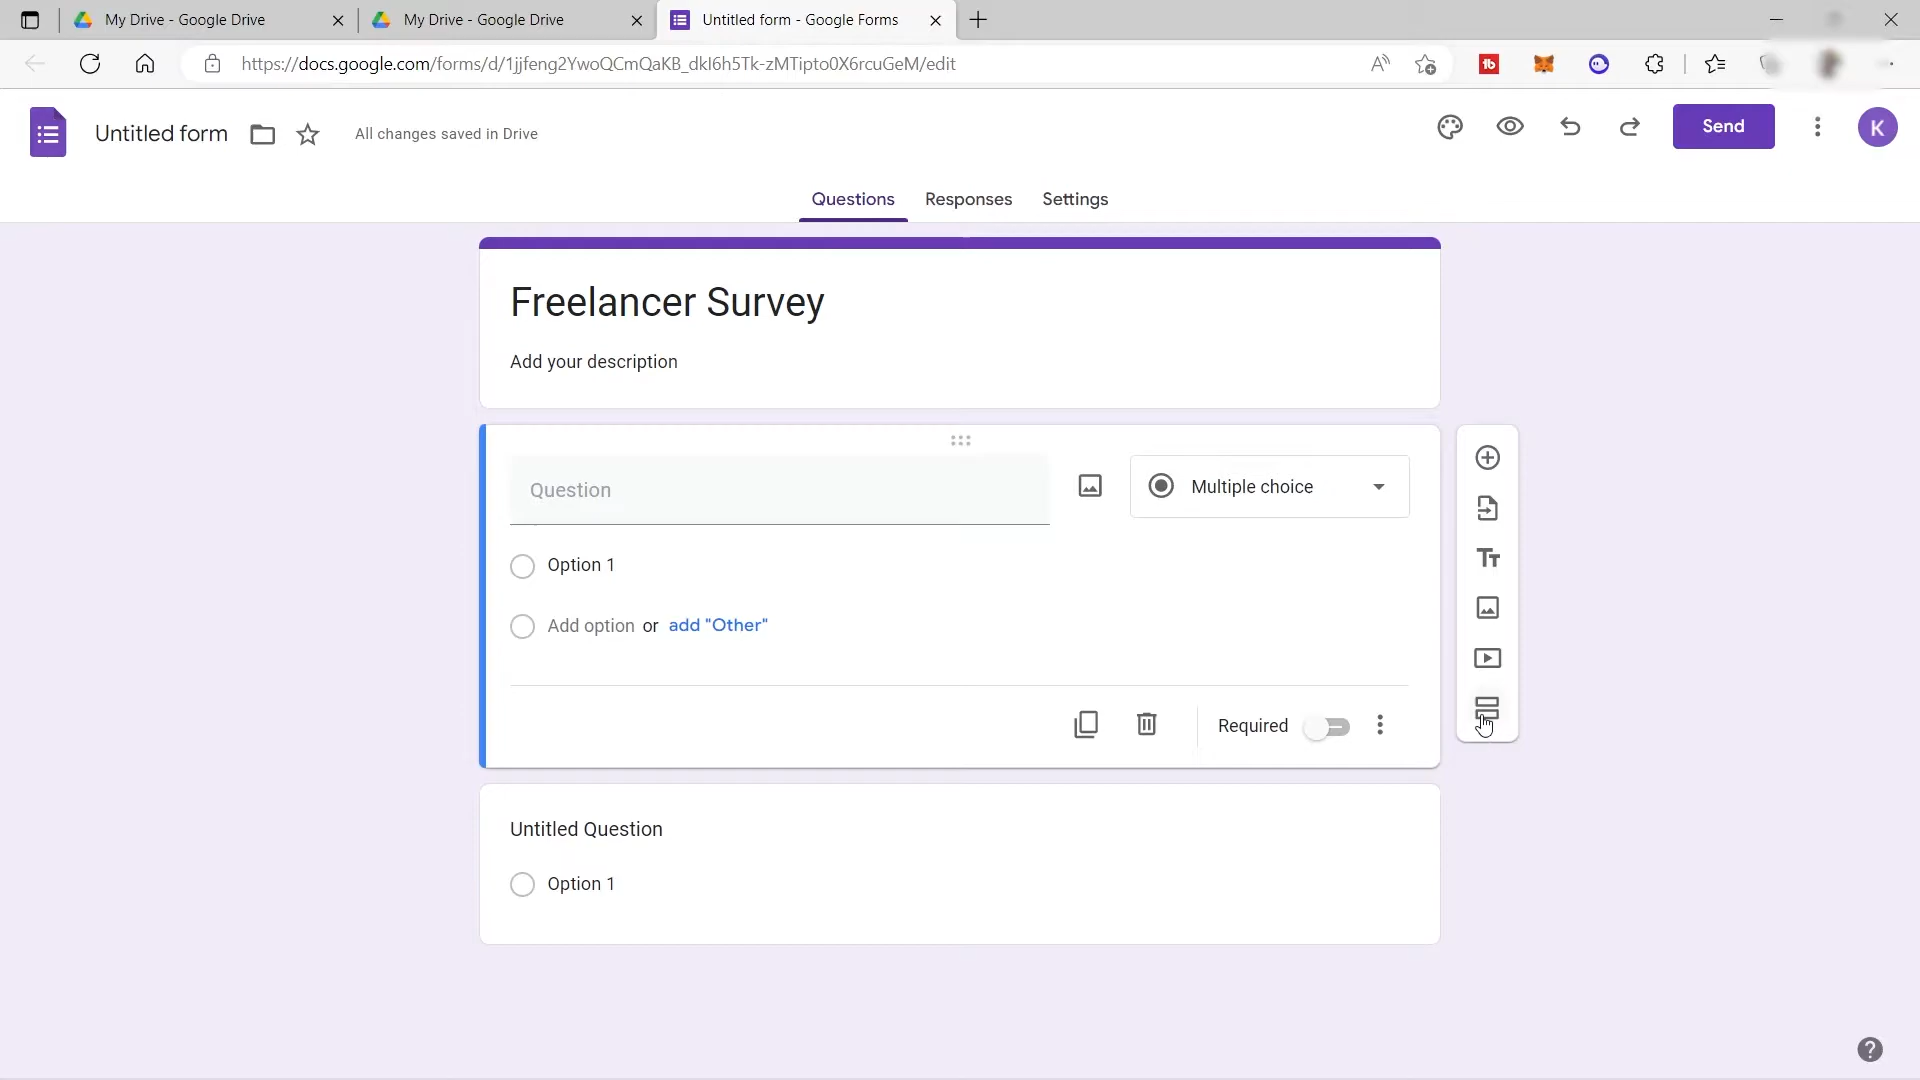 My Drive - Google Drive
My Drive - Google Drive
Untitled form - Google Forms
https://docs.google.com/forms/d/1jjfeng2YwoQCmQaKB_dkI6h5Tk-zMTipto0X6rcuGeM/edit
Untitled form
All changes saved in Drive
Send
K
Questions
Responses
Settings
Freelancer Survey
Add your description
Question
Multiple choice
Option 1
Add option or add "Other"
Required
Untitled Question
Option 1